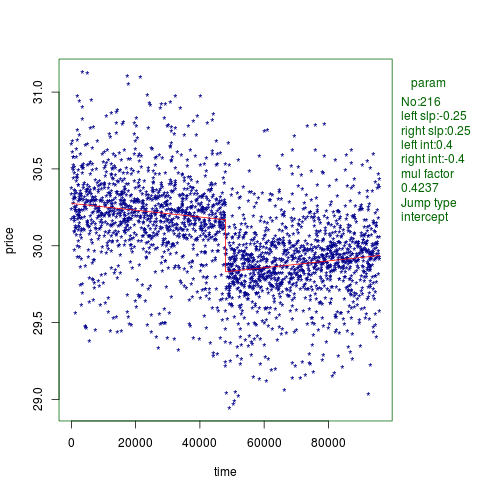 param
No:216
left slp:-0.25
right slp:0.25
left int:0.4
right int:-0.4
mul factor
0.4237
Jump type
intercept
price
31.0
30.5
30.0
29.5
29.0
0 20000 40000 60000 80000
time